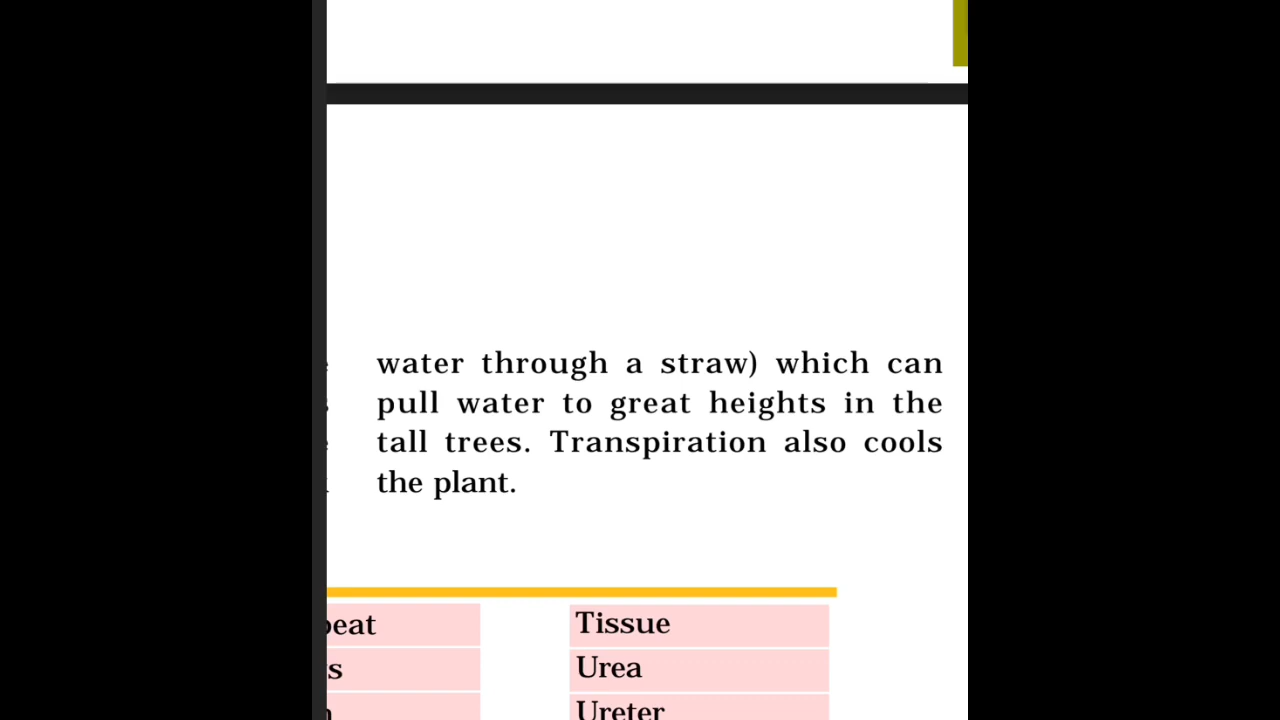 water through a straw) which can
pull water to great heights in the
tall trees. Transpiration also cools
the plant.
Tissue
Urea
Ureter